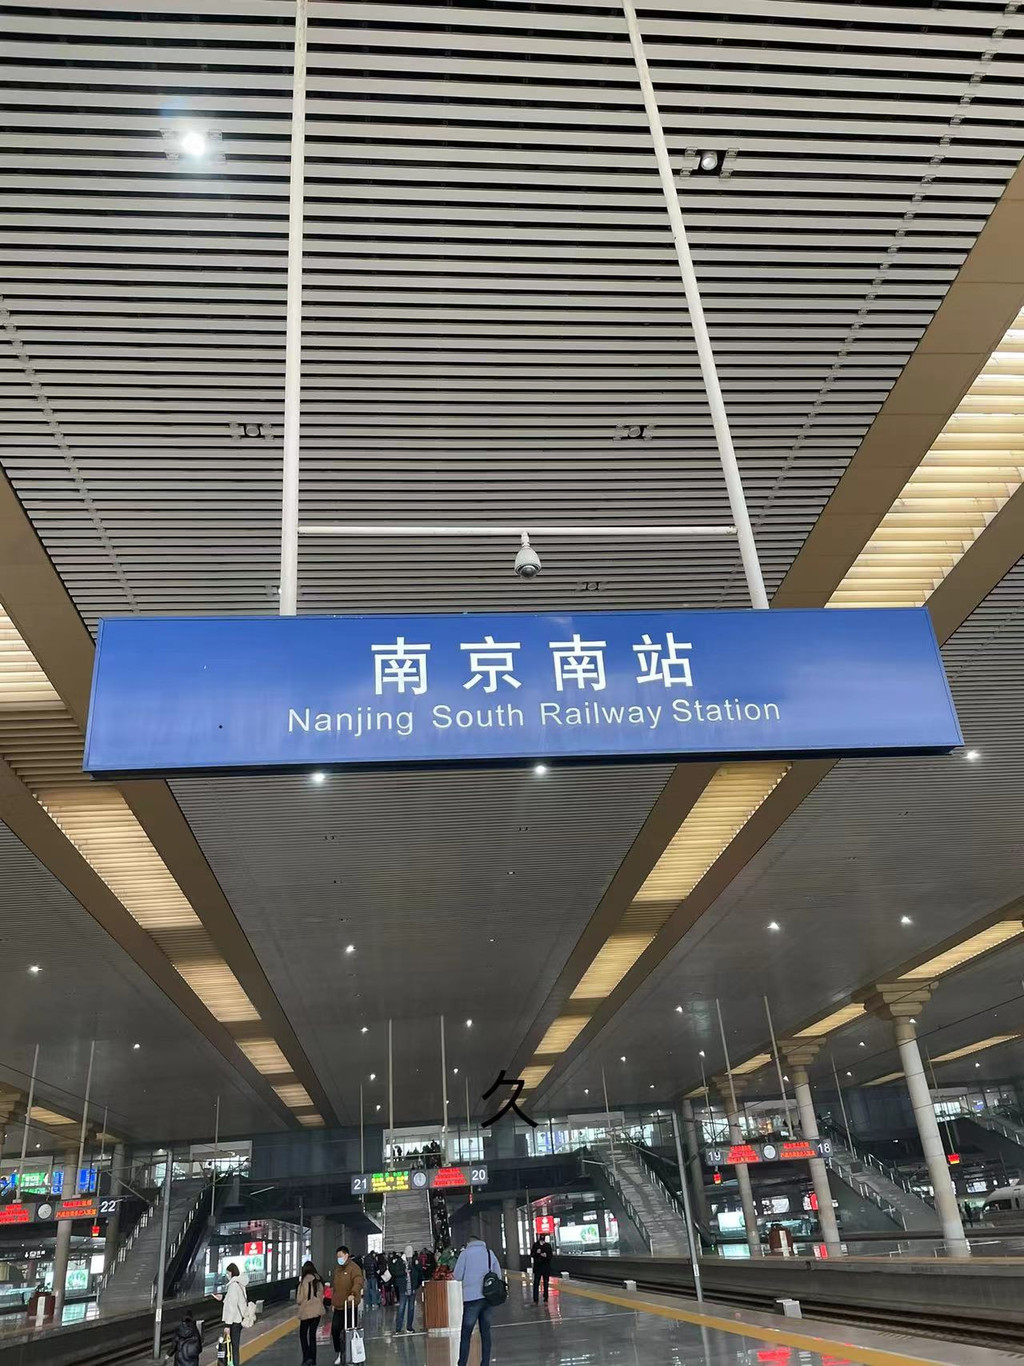 南京南站
Nanjing South Railway Station
久
21
20
19
18
22